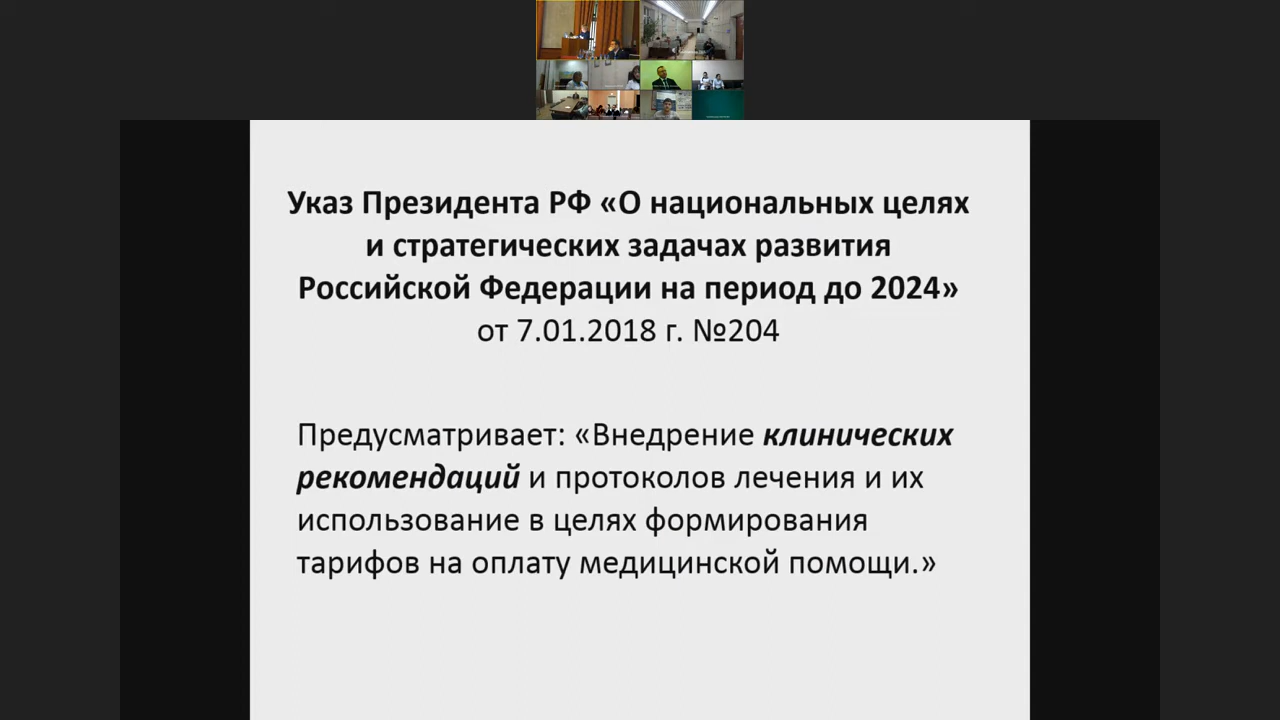 Указ Президента РФ «О национальных целях
и стратегических задачах развития
Российской Федерации на период до 2024»
от 7.01.2018 г. №204
Предусматривает: «Внедрение клинических
рекомендаций и протоколов лечения и их
использование в целях формирования
тарифов на оплату медицинской помощи.»